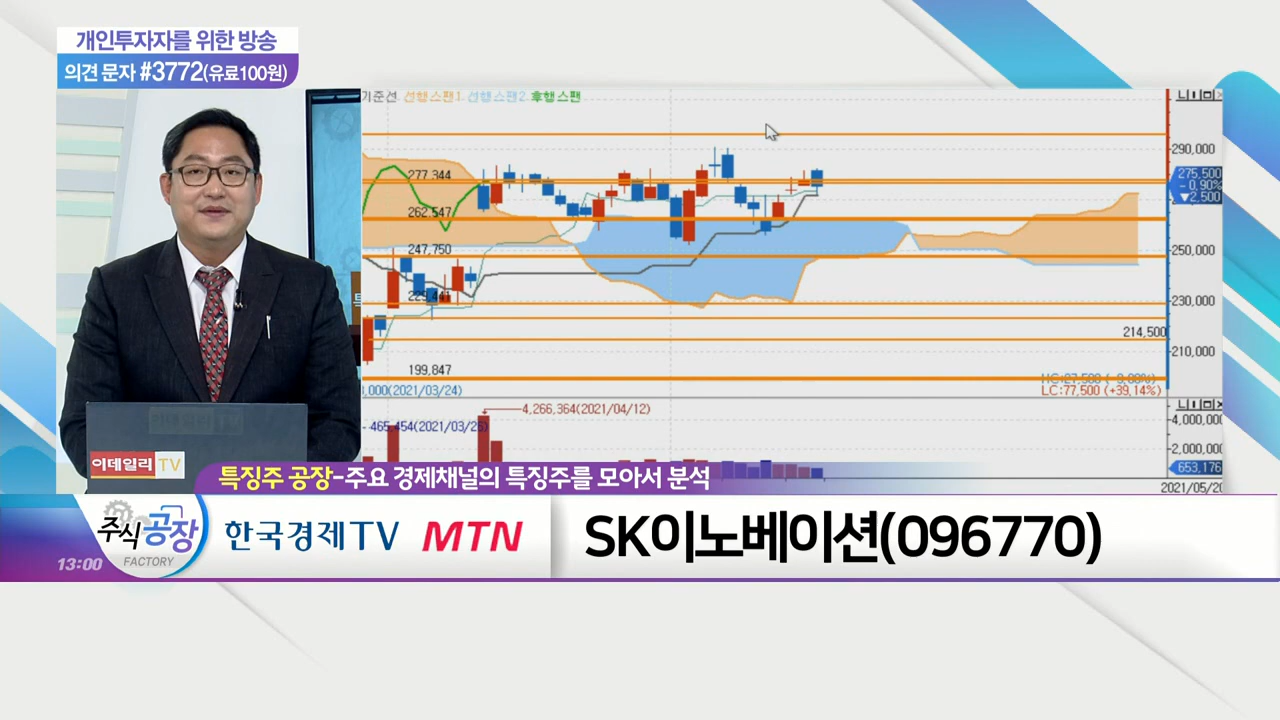 개인투자자를 위한 방송
의견 문자 #3772(유료100원)
기준선 선행스팬1 선행스팬2 후행스팬
290,000
277,344
275,500
- 0.90%
▼2,500
262,547
250,000
247,750
230,000
214,500
210,000
199,847
LC:77,500 (+39,14%)
,000(2021/03/24)
4,266,364(2021/04/12)
4,000,000
465,454(2021/03/26)
2,000,000
653,176
2021/05/20
이데일리 TV
특징주 공장-주요 경제채널의 특징주를 모아서 분석
주식공장
FACTORY
13:00
한국경제TV MTN
SK이노베이션(096770)